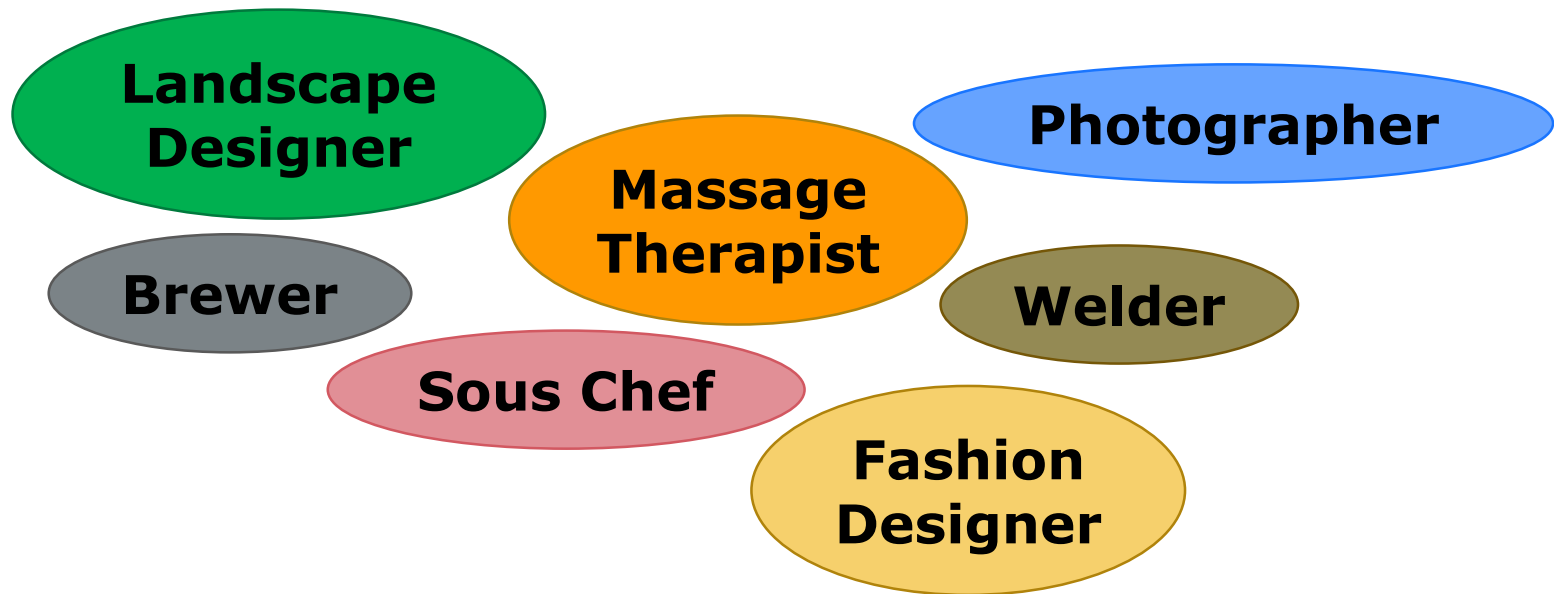 Landscape
Designer
Photographer
Massage
Therapist
Brewer
Welder
Sous Chef
Fashion
Designer